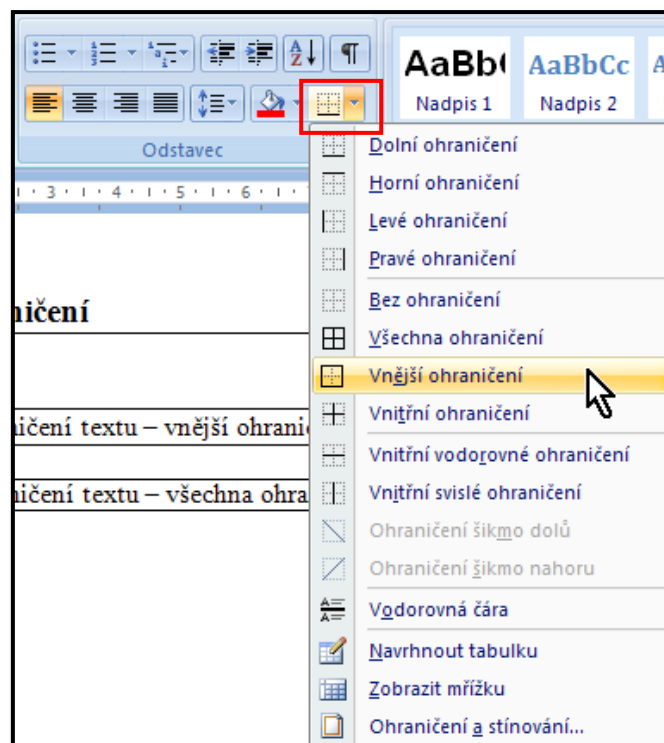 AaBb( AaBbCc A
Nadpis 1 Nadpis 2
Odstavec
3 4 5 6
ničení
ničení textu – vnější ohrani
ničení textu – všechna ohra
Dolní ohraničení
Horní ohraničení
Levé ohraničení
Pravé ohraničení
Bez ohraničení
Všechna ohraničení
Vnější ohraničení
Vnitřní ohraničení
Vnitřní vodorovné ohraničení
Vnitřní svislé ohraničení
Ohraničení šikmo dolů
Ohraničení šikmo nahoru
Vodorovná čára
Navrhnout tabulku
Zobrazit mřížku
Ohraničení a stínování...